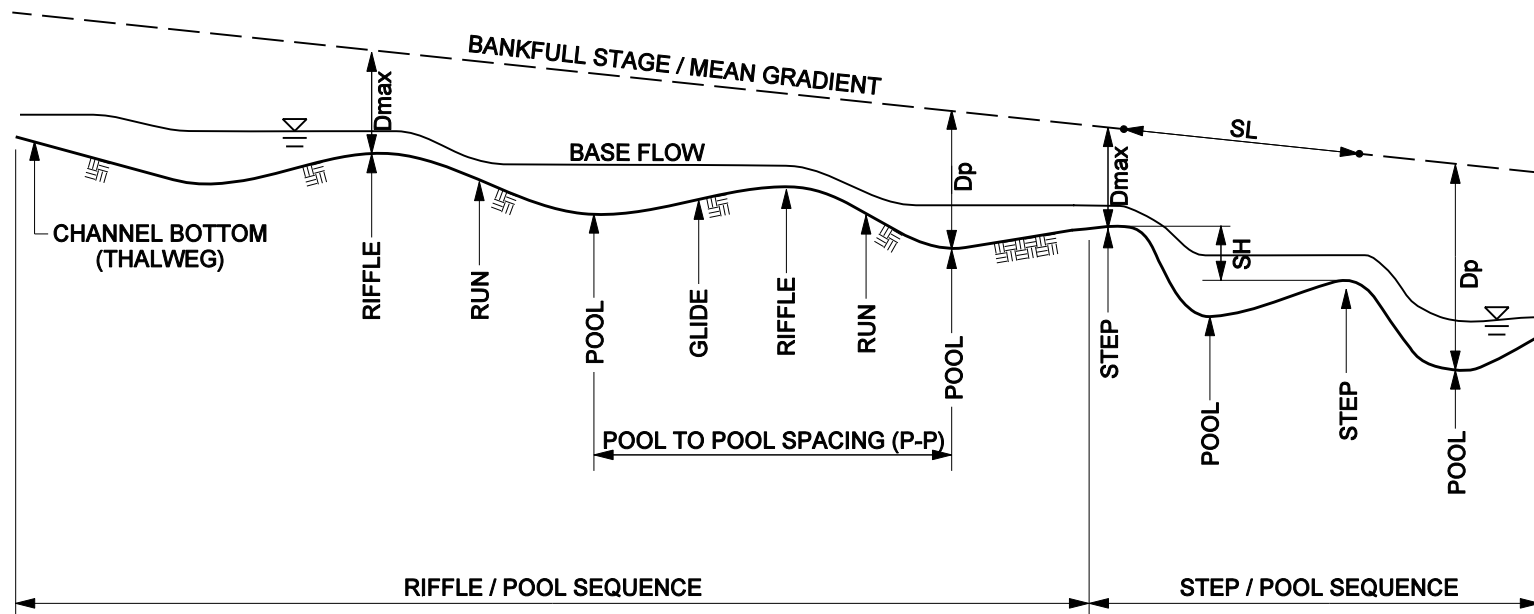 BANKFULL STAGE / MEAN GRADIENT
Dmax
SL
BASE FLOW
Dp
Dmax
CHANNEL BOTTOM
(THALWEG)
SH
Dp
RIFFLE
RUN
POOL
GLIDE
RIFFLE
RUN
POOL
STEP
POOL
STEP
POOL
POOL TO POOL SPACING (P-P)
RIFFLE / POOL SEQUENCE
STEP / POOL SEQUENCE